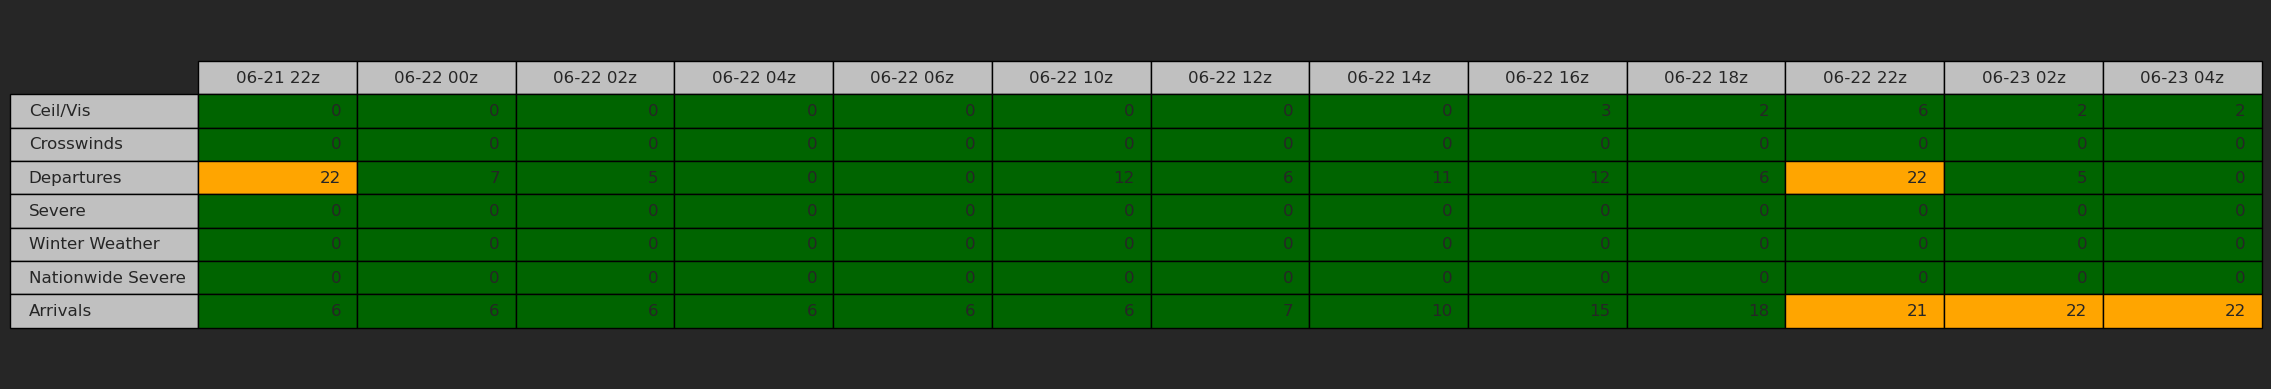 06-21 22z 06-22 00z 06-22 02z 06-22 04z 06-22 06z 06-22 10z 06-22 12z 06-22 14z 06-22 16z 06-22 18z 06-22 22z 06-23 02z 06-23 04z
Ceil/Vis 0 0 0 0 0 0 0 0 3 2 6 2 2
Crosswinds 0 0 0 0 0 0 0 0 0 0 0 0 0
Departures 22 7 5 0 0 12 6 11 12 6 22 5 0
Severe 0 0 0 0 0 0 0 0 0 0 0 0 0
Winter Weather 0 0 0 0 0 0 0 0 0 0 0 0 0
Nationwide Severe 0 0 0 0 0 0 0 0 0 0 0 0 0
Arrivals 6 6 6 6 6 6 7 10 15 18 21 22 22